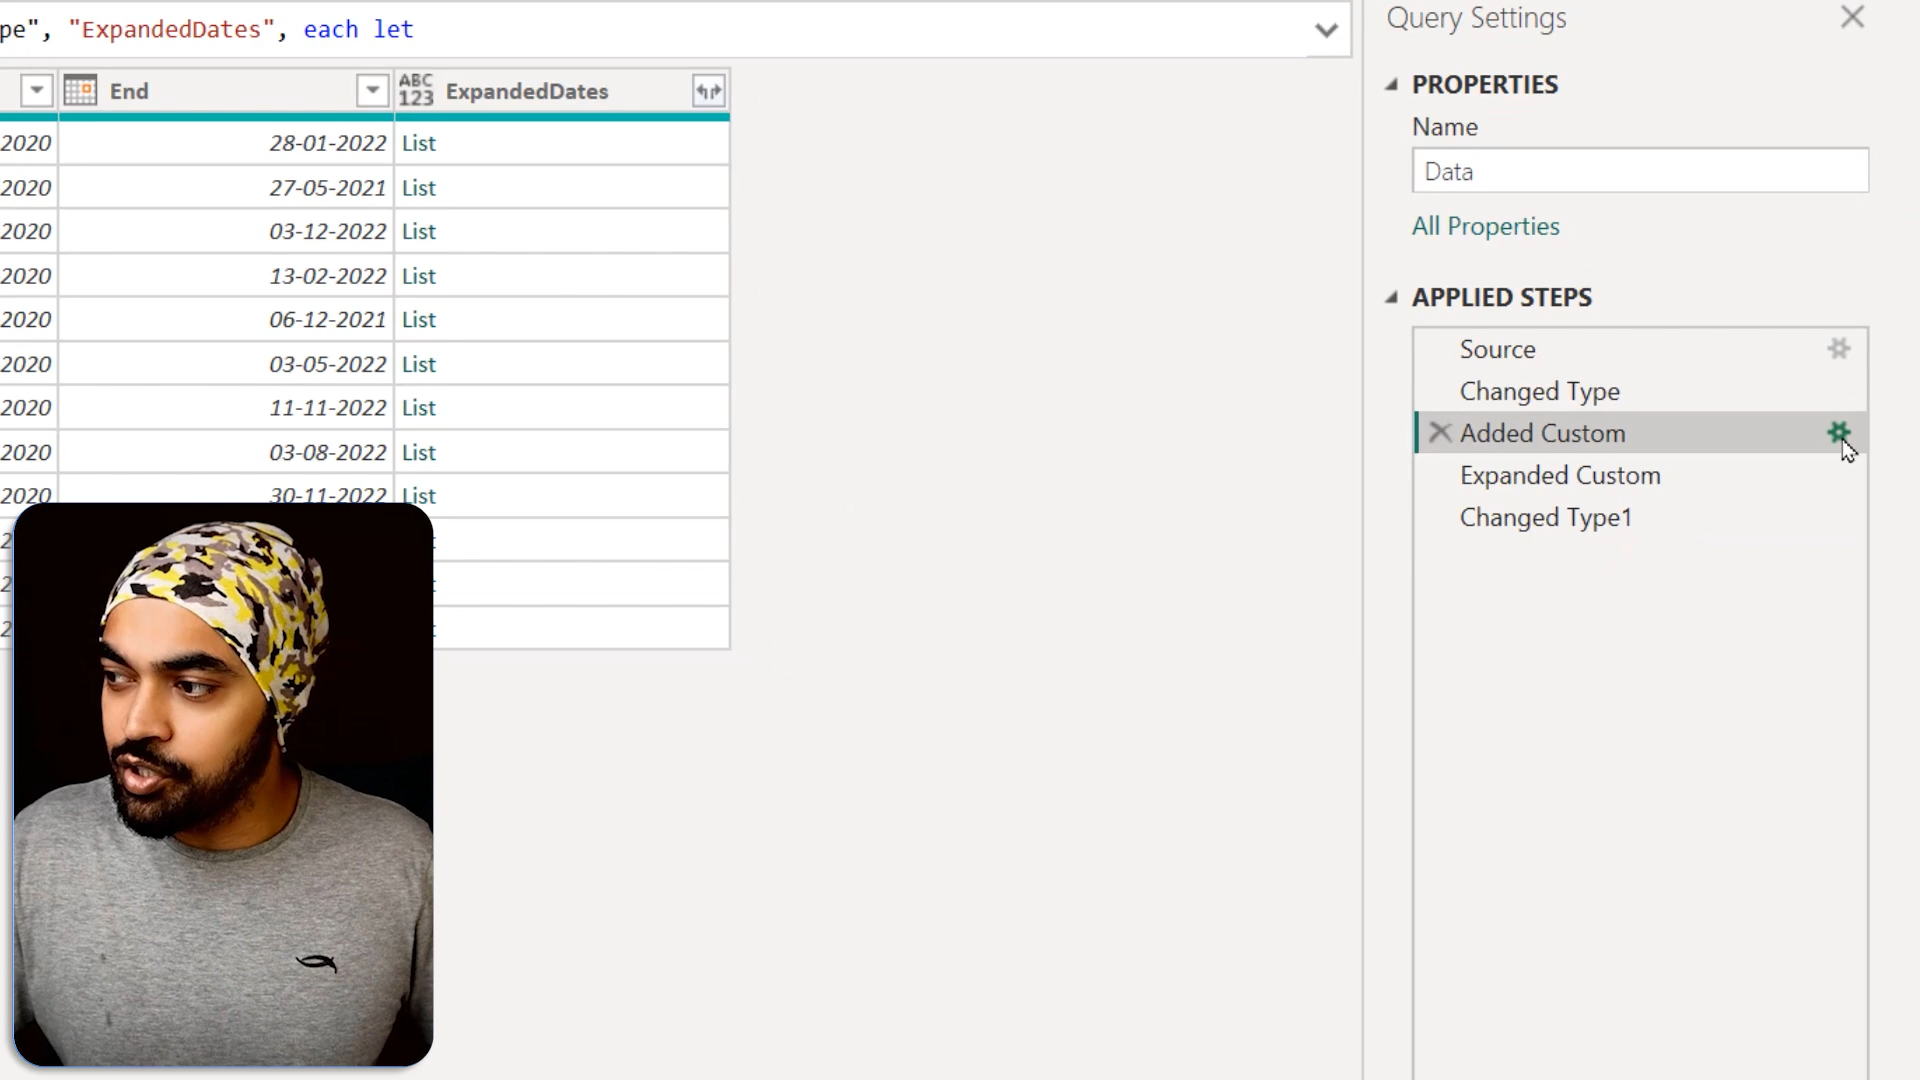 pe", "ExpandedDates", each let
End
ABC 123 ExpandedDates
2020 28-01-2022 List
2020 27-05-2021 List
2020 03-12-2022 List
2020 13-02-2022 List
2020 06-12-2021 List
2020 03-05-2022 List
2020 11-11-2022 List
2020 03-08-2022 List
2020 30-11-2022 List
2
2
2
Query Settings
PROPERTIES
Name
Data
All Properties
APPLIED STEPS
Source
Changed Type
Added Custom
Expanded Custom
Changed Type1